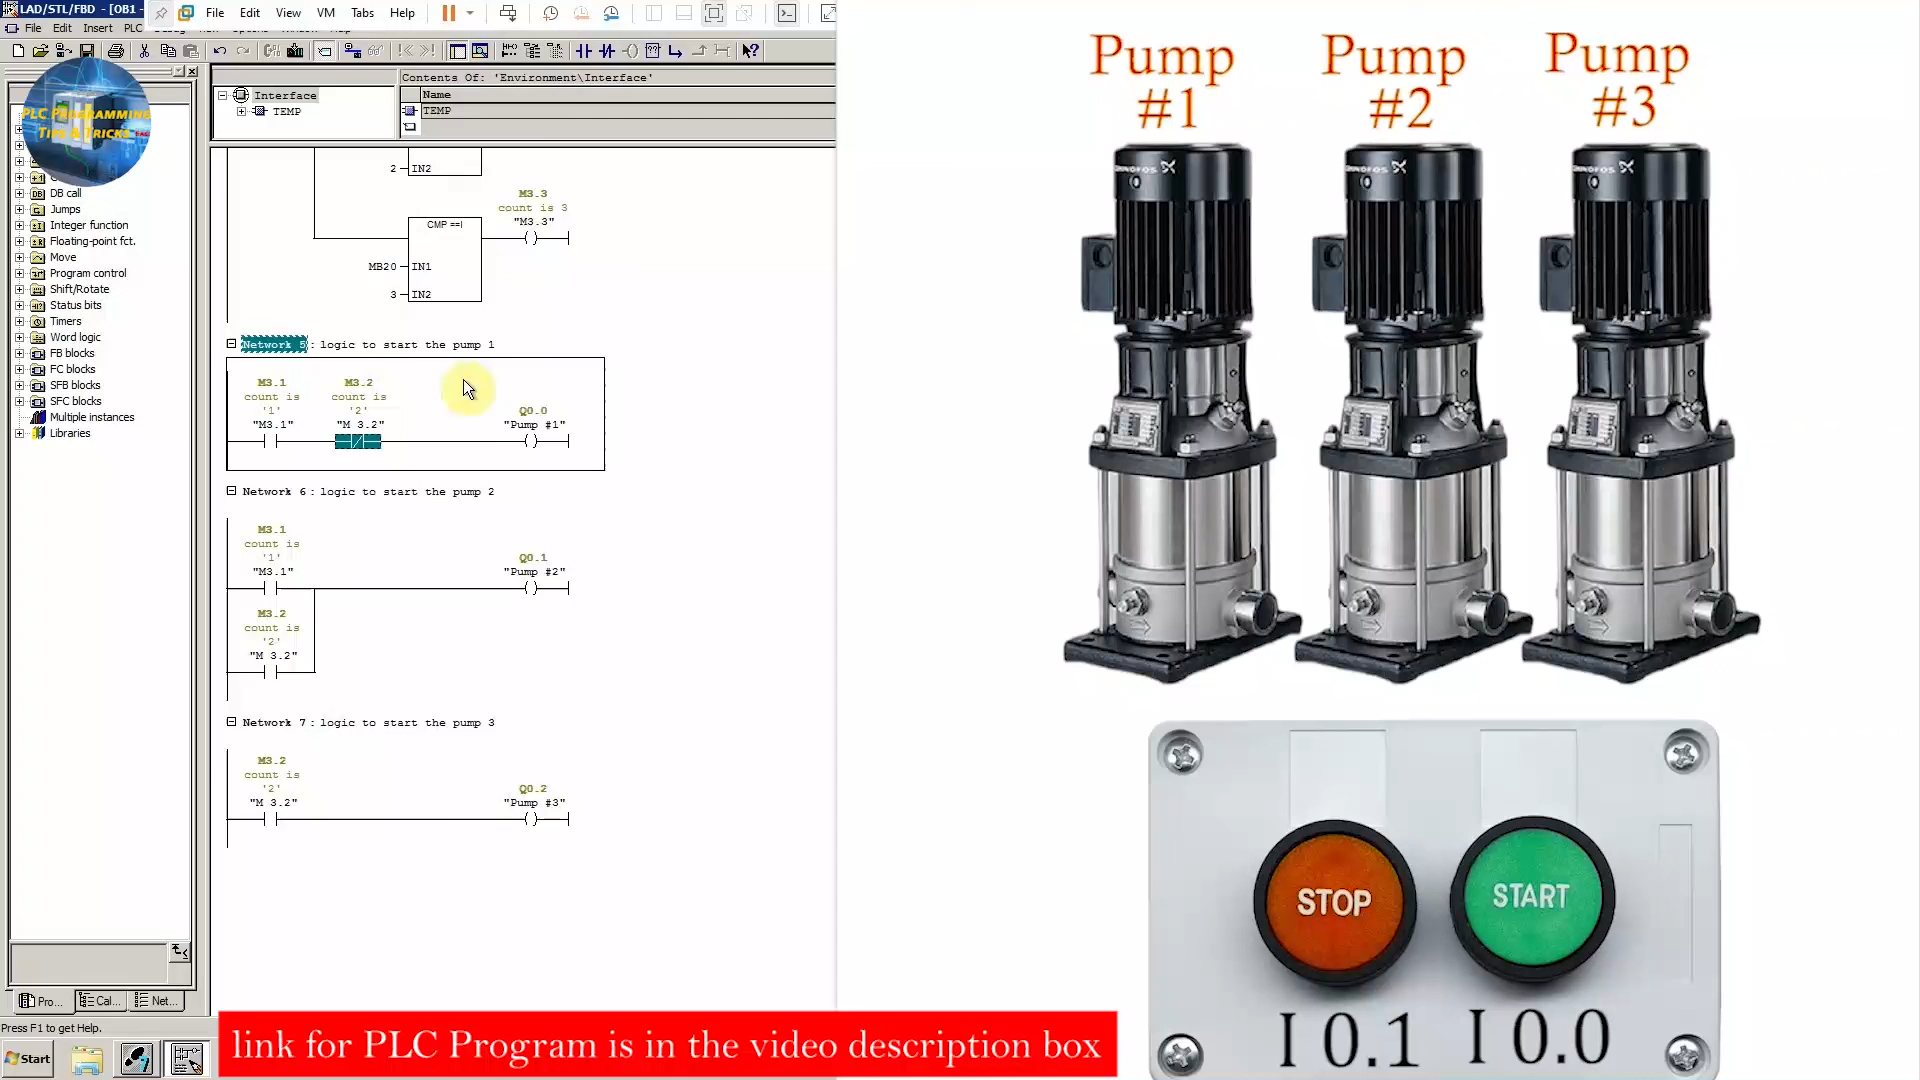 LAD/STL/FBD - [OB1 -
File Edit View VM Tabs Help
File Edit Insert PLC
PLC PROGRAMMING
TIPS & TRICKS
DB call
Jumps
Integer function
Floating-point fct.
Move
Program control
Shift/Rotate
Status bits
Timers
Word logic
FB blocks
FC blocks
SFB blocks
SFC blocks
Multiple instances
Libraries
Pro... Cal... Net...
Press F1 to get Help.
Start
Interface
TEMP
Contents Of: 'Environment\Interface'
Name
TEMP
2 IN2
M3.3
count is 3
"M3.3"
CMP ==I
MB20 IN1
3 IN2
Network 5: logic to start the pump 1
M3.1 M3.2
count is count is
'1' '2' Q0.0
"M3.1" "M 3.2" "Pump #1"
Network 6: logic to start the pump 2
M3.1
count is
'1' Q0.1
"M3.1" "Pump #2"
M3.2
count is
'2'
"M 3.2"
Network 7: logic to start the pump 3
M3.2
count is
'2' Q0.2
"M 3.2" "Pump #3"
link for PLC Program is in the video description box
Pump #1
Pump #2
Pump #3
STOP START
I 0.1 I 0.0